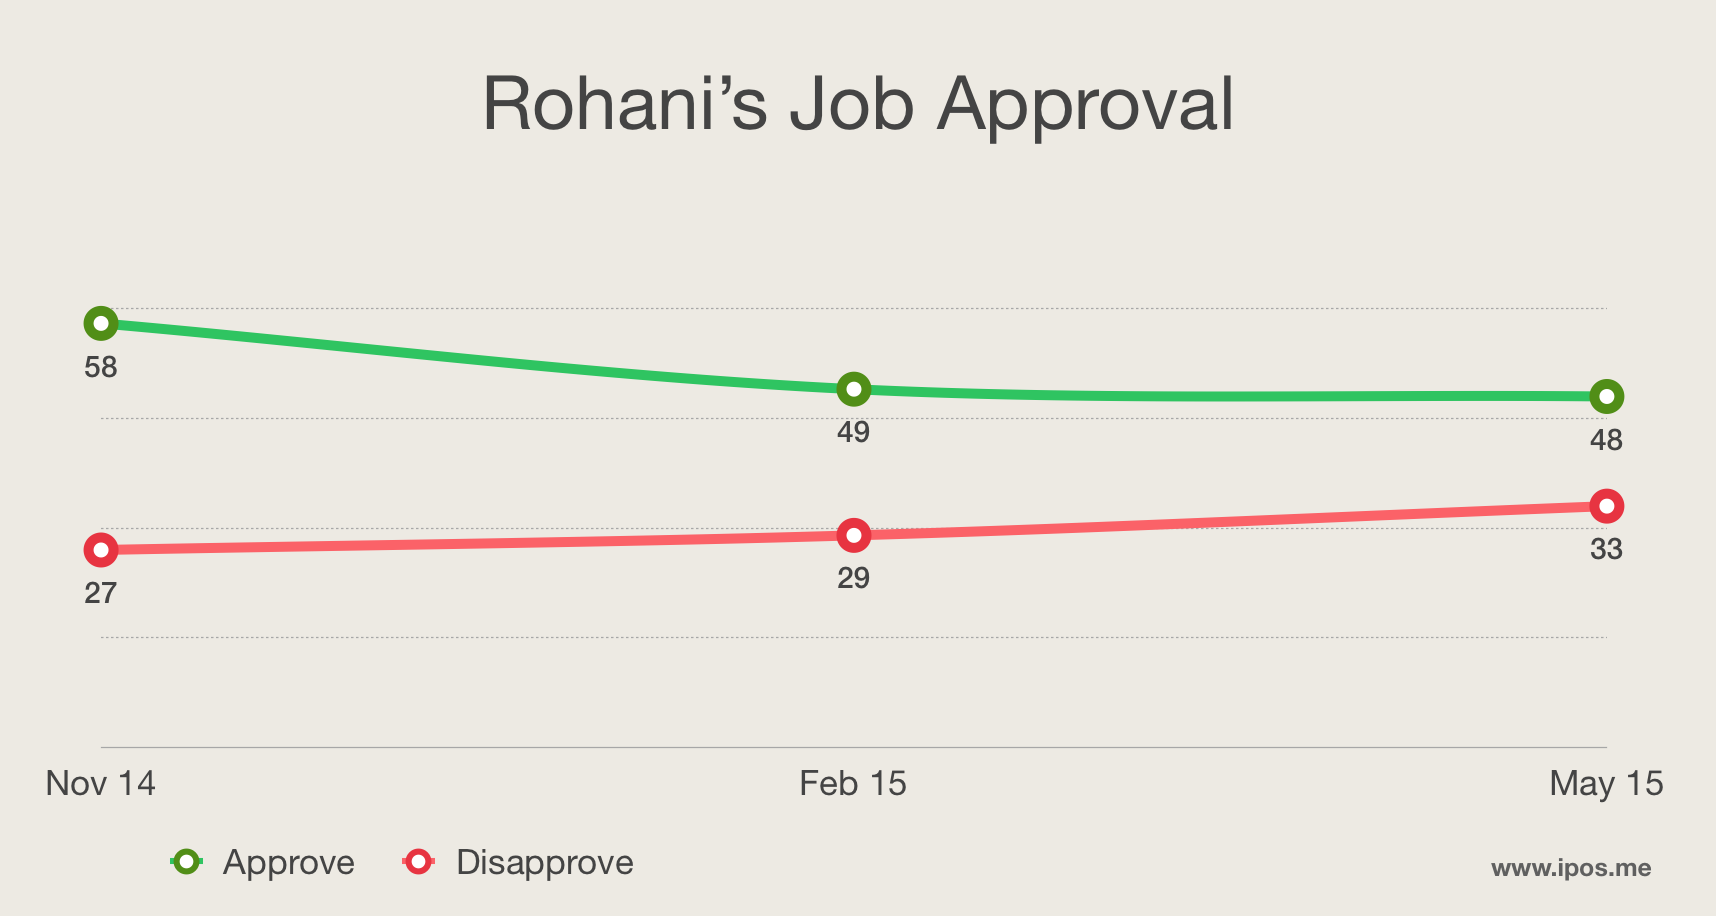 Rohani’s Job Approval
58
49
48
27
29
33
Nov 14
Feb 15
May 15
Approve
Disapprove
www.ipos.me